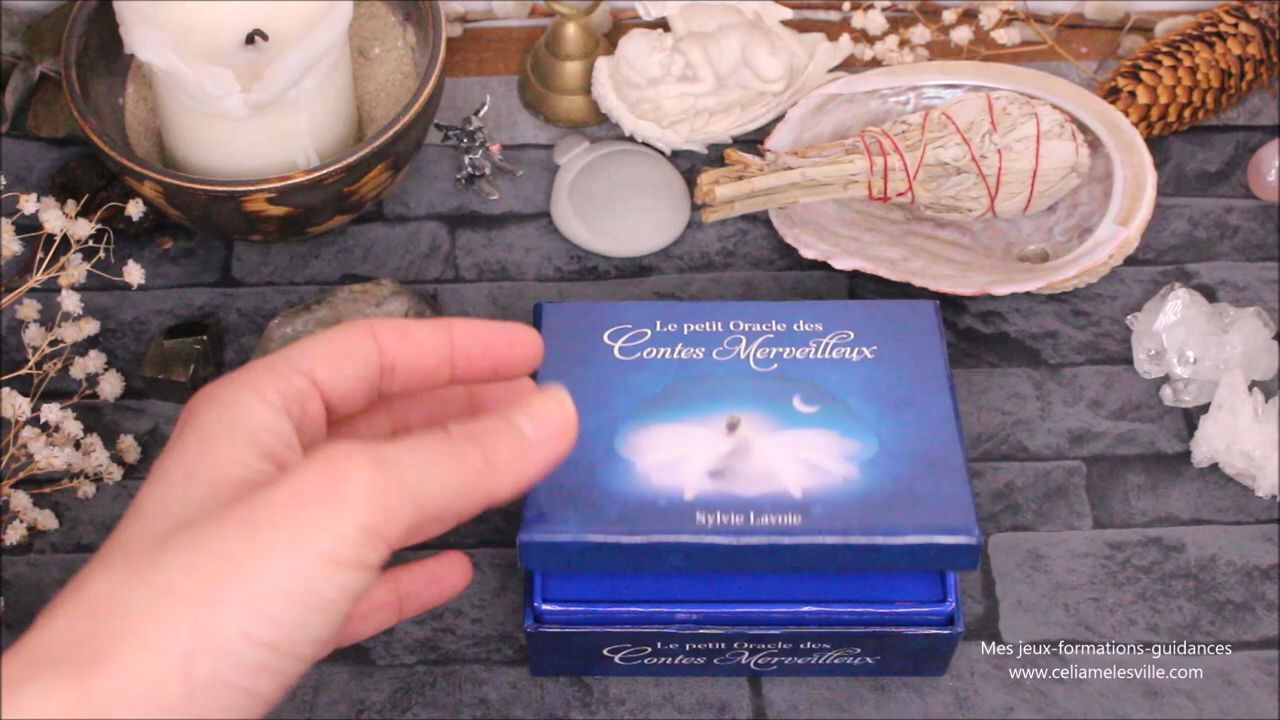 Le petit Oracle des
Contes Merveilleux
Sylvie Lavoie
Le petit Oracle des
Contes Merveilleux
Mes jeux-formations-guidances
www.celiamelesville.com